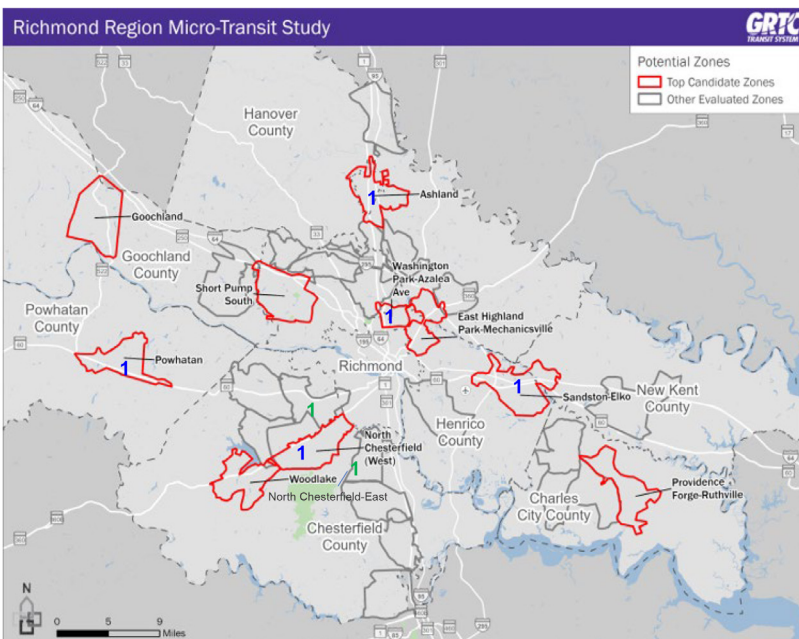 Richmond Region Micro-Transit Study
GRTC
TRANSIT SYSTEM
Potential Zones
Top Candidate Zones
Other Evaluated Zones
Hanover
County
1
Ashland
Goochland
Goochland
County
Short Pump
South
Washington
Park-Azalea
Ave
1
East Highland
Park-Mechanicsville
Powhatan
County
1
Powhatan
Richmond
1
Sandston-Elko
New Kent
County
Henrico
County
1
1
North
Chesterfield
(West)
1
Woodlake
North Chesterfield-East
Providence
Forge-Ruthville
Charles
City County
Chesterfield
County
N
0 5 9
Miles